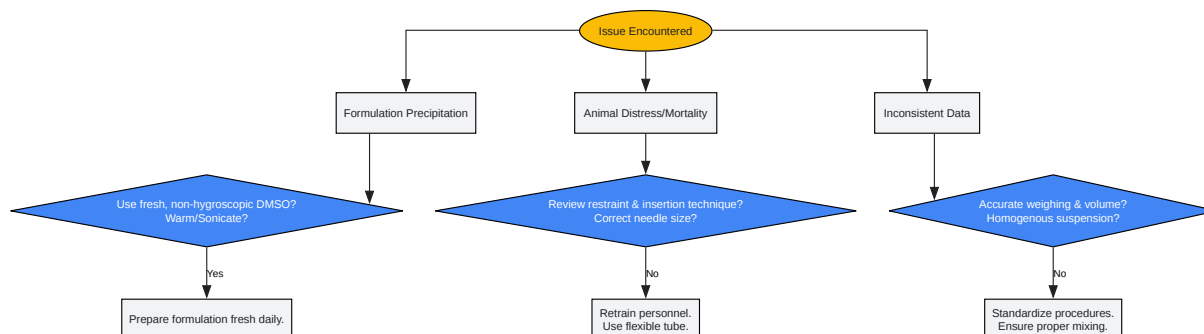 Issue Encountered
Formulation Precipitation
Animal Distress/Mortality
Inconsistent Data
Use fresh, non-hygroscopic DMSO?
Warm/Sonicate?
Review restraint & insertion technique?
Correct needle size?
Accurate weighing & volume?
Homogenous suspension?
Yes
No
No
Prepare formulation fresh daily.
Retrain personnel.
Use flexible tube.
Standardize procedures.
Ensure proper mixing.